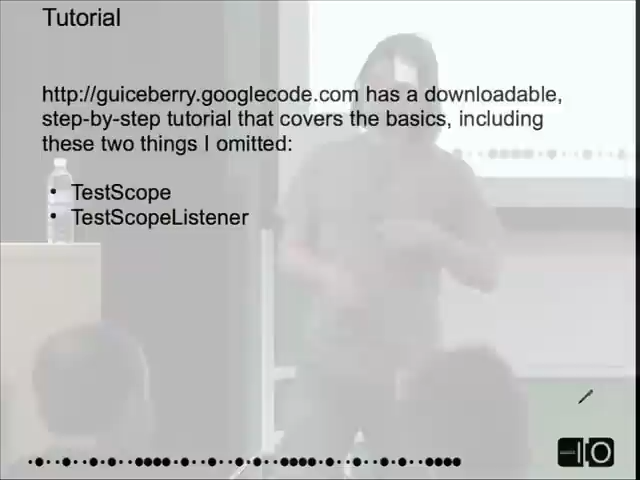 Tutorial
http://guiceberry.googlecode.com has a downloadable,
step-by-step tutorial that covers the basics, including
these two things I omitted:
• TestScope
• TestScopeListener